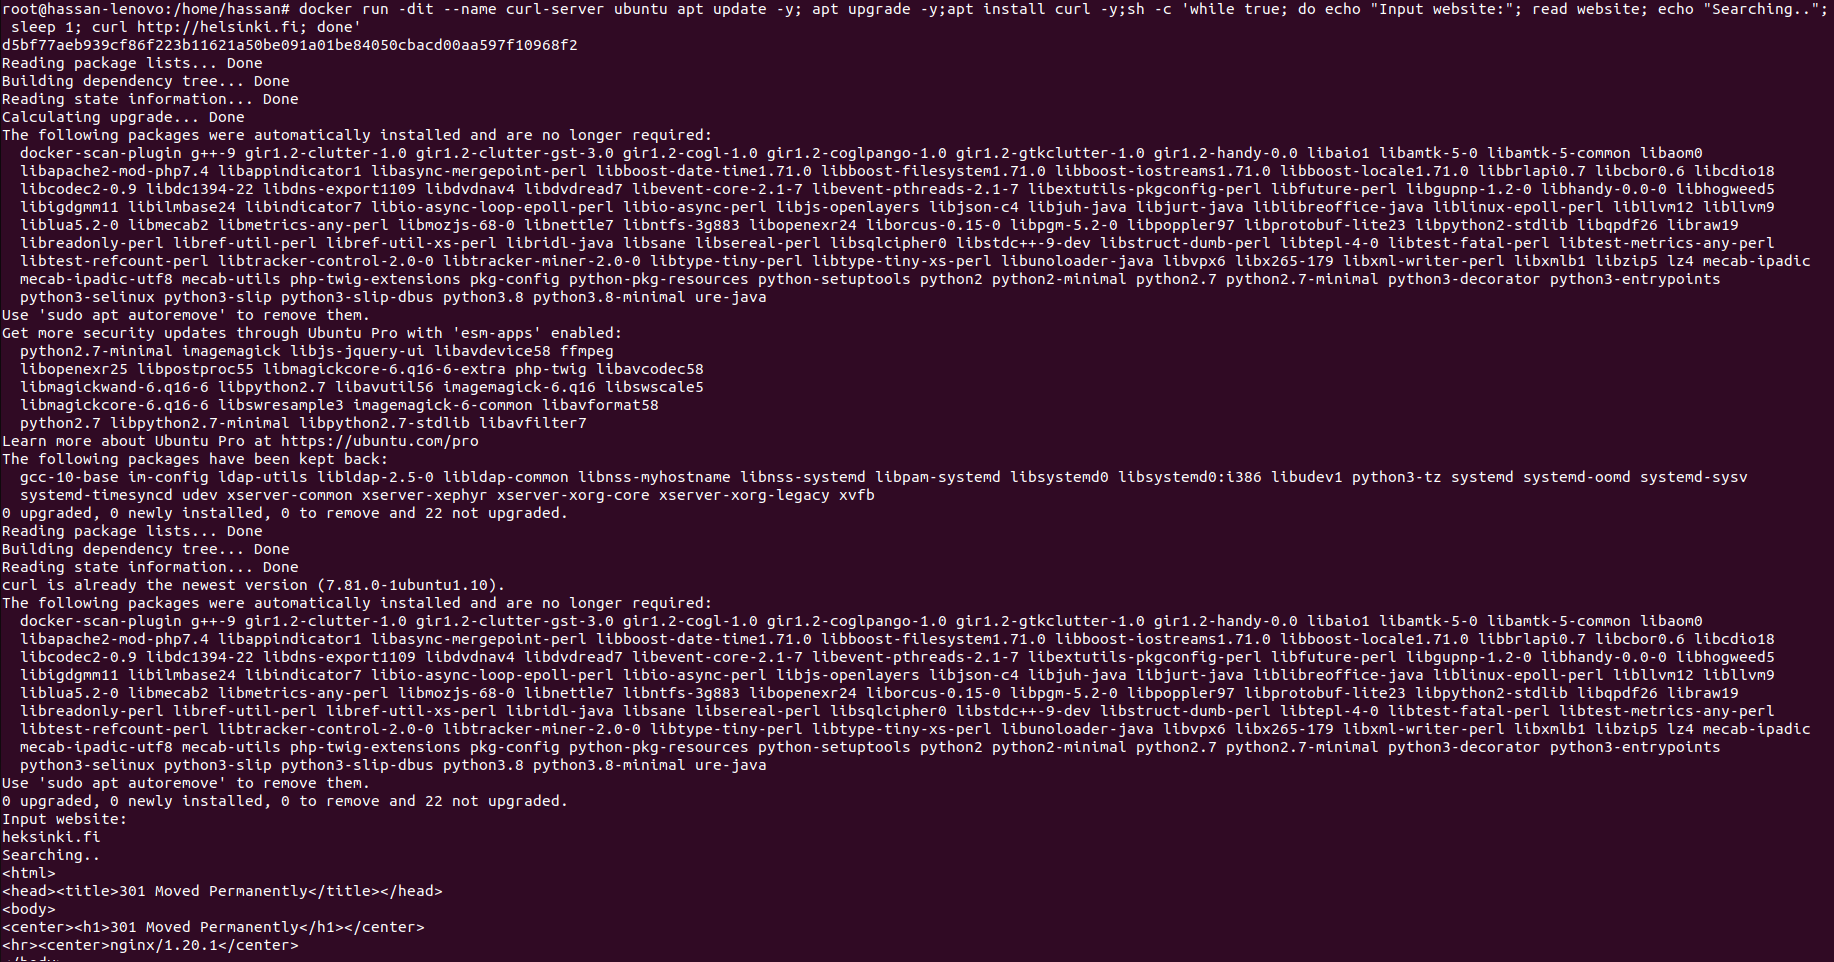 root@hassan-lenovo:/home/hassan# docker run -dit --name curl-server ubuntu apt update -y; apt upgrade -y;apt install curl -y;sh -c 'while true; do echo "Input website:"; read website; echo "Searching..";
 sleep 1; curl http://helsinki.fi; done'
d5bf77aeb939cf86f223b11621a50be091a01be84050cbacd00aa597f10968f2
Reading package lists... Done
Building dependency tree... Done
Reading state information... Done
Calculating upgrade... Done
The following packages were automatically installed and are no longer required:
  docker-scan-plugin g++-9 gir1.2-clutter-1.0 gir1.2-clutter-gst-3.0 gir1.2-cogl-1.0 gir1.2-coglpango-1.0 gir1.2-gtkclutter-1.0 gir1.2-handy-0.0 libaio1 libamtk-5-0 libamtk-5-common libaom0
  libapache2-mod-php7.4 libappindicator1 libasync-mergepoint-perl libboost-date-time1.71.0 libboost-filesystem1.71.0 libboost-iostreams1.71.0 libboost-locale1.71.0 libbrlapi0.7 libcbor0.6 libcdio18
  libcodec2-0.9 libdc1394-22 libdns-export1109 libdvdnav4 libdvdread7 libevent-core-2.1-7 libevent-pthreads-2.1-7 libextutils-pkgconfig-perl libfuture-perl libgupnp-1.2-0 libhandy-0.0-0 libhogweed5
  libigdgmm11 libilmbase24 libindicator7 libio-async-loop-epoll-perl libio-async-perl libjs-openlayers libjson-c4 libjuh-java libjurt-java liblibreoffice-java liblinux-epoll-perl libllvm12 libllvm9
  liblua5.2-0 libmecab2 libmetrics-any-perl libmozjs-68-0 libnettle7 libntfs-3g883 libopenexr24 liborcus-0.15-0 libpgm-5.2-0 libpoppler97 libprotobuf-lite23 libpython2-stdlib libqpdf26 libraw19
  libreadonly-perl libref-util-perl libref-util-xs-perl libridl-java libsane libsereal-perl libsqlcipher0 libstdc++-9-dev libstruct-dumb-perl libtepl-4-0 libtest-fatal-perl libtest-metrics-any-perl
  libtest-refcount-perl libtracker-control-2.0-0 libtracker-miner-2.0-0 libtype-tiny-perl libtype-tiny-xs-perl libunoloader-java libvpx6 libx265-179 libxml-writer-perl libxmlb1 libzip5 lz4 mecab-ipadic
  mecab-ipadic-utf8 mecab-utils php-twig-extensions pkg-config python-pkg-resources python-setuptools python2 python2-minimal python2.7 python2.7-minimal python3-decorator python3-entrypoints
  python3-selinux python3-slip python3-slip-dbus python3.8 python3.8-minimal ure-java
Use 'sudo apt autoremove' to remove them.
Get more security updates through Ubuntu Pro with 'esm-apps' enabled:
  python2.7-minimal imagemagick libjs-jquery-ui libavdevice58 ffmpeg
  libopenexr25 libpostproc55 libmagickcore-6.q16-6-extra php-twig libavcodec58
  libmagickwand-6.q16-6 libpython2.7 libavutil56 imagemagick-6.q16 libswscale5
  libmagickcore-6.q16-6 libswresample3 imagemagick-6-common libavformat58
  python2.7 libpython2.7-minimal libpython2.7-stdlib libavfilter7
Learn more about Ubuntu Pro at https://ubuntu.com/pro
The following packages have been kept back:
  gcc-10-base im-config ldap-utils libldap-2.5-0 libldap-common libnss-myhostname libnss-systemd libpam-systemd libsystemd0 libsystemd0:i386 libudev1 python3-tz systemd systemd-oomd systemd-sysv
  systemd-timesyncd udev xserver-common xserver-xephyr xserver-xorg-core xserver-xorg-legacy xvfb
0 upgraded, 0 newly installed, 0 to remove and 22 not upgraded.
Reading package lists... Done
Building dependency tree... Done
Reading state information... Done
curl is already the newest version (7.81.0-1ubuntu1.10).
The following packages were automatically installed and are no longer required:
  docker-scan-plugin g++-9 gir1.2-clutter-1.0 gir1.2-clutter-gst-3.0 gir1.2-cogl-1.0 gir1.2-coglpango-1.0 gir1.2-gtkclutter-1.0 gir1.2-handy-0.0 libaio1 libamtk-5-0 libamtk-5-common libaom0
  libapache2-mod-php7.4 libappindicator1 libasync-mergepoint-perl libboost-date-time1.71.0 libboost-filesystem1.71.0 libboost-iostreams1.71.0 libboost-locale1.71.0 libbrlapi0.7 libcbor0.6 libcdio18
  libcodec2-0.9 libdc1394-22 libdns-export1109 libdvdnav4 libdvdread7 libevent-core-2.1-7 libevent-pthreads-2.1-7 libextutils-pkgconfig-perl libfuture-perl libgupnp-1.2-0 libhandy-0.0-0 libhogweed5
  libigdgmm11 libilmbase24 libindicator7 libio-async-loop-epoll-perl libio-async-perl libjs-openlayers libjson-c4 libjuh-java libjurt-java liblibreoffice-java liblinux-epoll-perl libllvm12 libllvm9
  liblua5.2-0 libmecab2 libmetrics-any-perl libmozjs-68-0 libnettle7 libntfs-3g883 libopenexr24 liborcus-0.15-0 libpgm-5.2-0 libpoppler97 libprotobuf-lite23 libpython2-stdlib libqpdf26 libraw19
  libreadonly-perl libref-util-perl libref-util-xs-perl libridl-java libsane libsereal-perl libsqlcipher0 libstdc++-9-dev libstruct-dumb-perl libtepl-4-0 libtest-fatal-perl libtest-metrics-any-perl
  libtest-refcount-perl libtracker-control-2.0-0 libtracker-miner-2.0-0 libtype-tiny-perl libtype-tiny-xs-perl libunoloader-java libvpx6 libx265-179 libxml-writer-perl libxmlb1 libzip5 lz4 mecab-ipadic
  mecab-ipadic-utf8 mecab-utils php-twig-extensions pkg-config python-pkg-resources python-setuptools python2 python2-minimal python2.7 python2.7-minimal python3-decorator python3-entrypoints
  python3-selinux python3-slip python3-slip-dbus python3.8 python3.8-minimal ure-java
Use 'sudo apt autoremove' to remove them.
0 upgraded, 0 newly installed, 0 to remove and 22 not upgraded.
Input website:
heksinki.fi
Searching..
<html>
<head><title>301 Moved Permanently</title></head>
<body>
<center><h1>301 Moved Permanently</h1></center>
<hr><center>nginx/1.20.1</center>